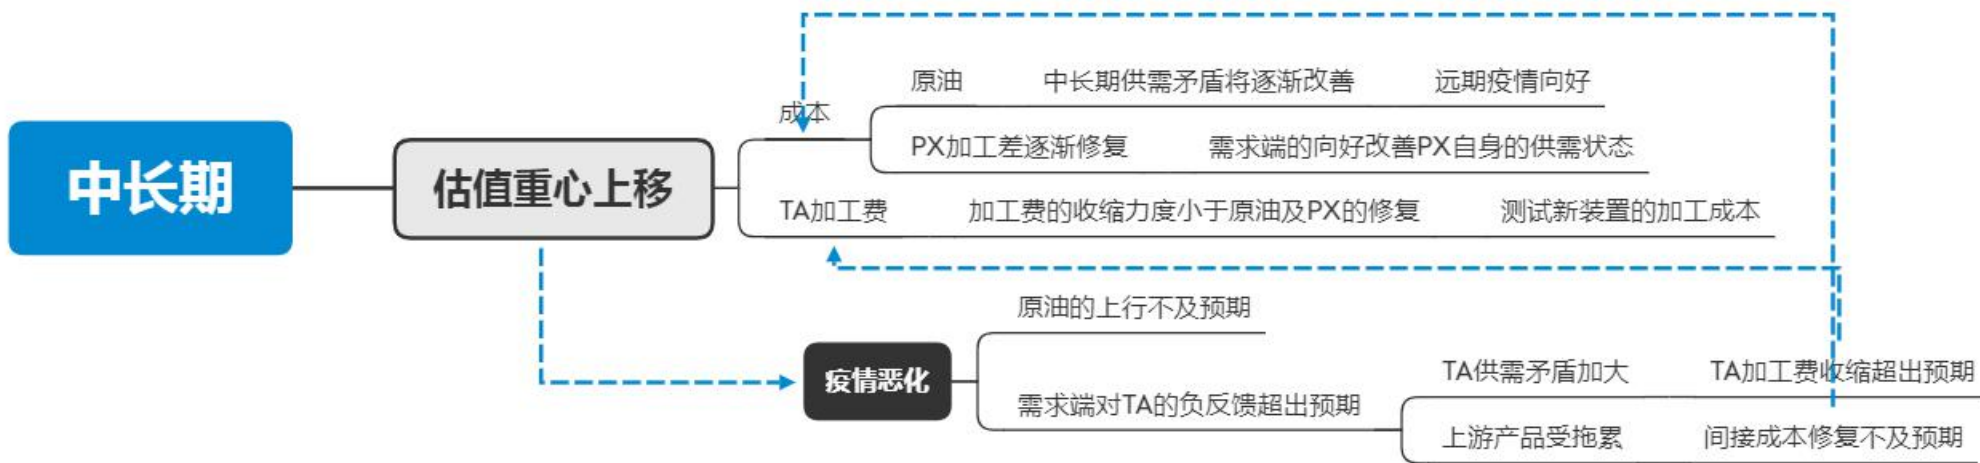 中长期
估值重心上移
成本
原油 中长期供需矛盾将逐渐改善 远期疫情向好
PX加工差逐渐修复 需求端的向好改善PX自身的供需状态
TA加工费 加工费的收缩力度小于原油及PX的修复 测试新装置的加工成本
疫情恶化
原油的上行不及预期
需求端对TA的负反馈超出预期
TA供需矛盾加大 TA加工费收缩超出预期
上游产品受拖累 间接成本修复不及预期